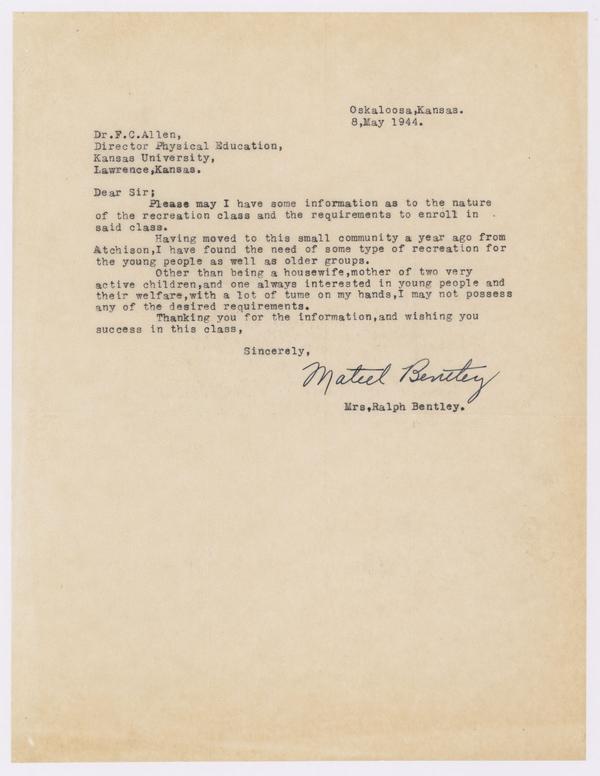 Oskaloosa,Kansas.
8,May 1944.
Dr.F.C.Allen,
Director Physical Education,
Kansas University,
Lawrence,Kansas.
Dear Sir;
Please may I have some information as to the nature
of the recreation class and the requirements to enroll in
said class.
Having moved to this small community a year ago from
Atchison,I have found the need of some type of recreation for
the young people as well as older groups.
Other than being a housewife,mother of two very
active children,and one always interested in young people and
their welfare,with a lot of tume on my hands,I may not possess
any of the desired requirements.
Thanking you for the information,and wishing you
success in this class,
Sincerely,
Mateel Bentley
Mrs,Ralph Bentley.